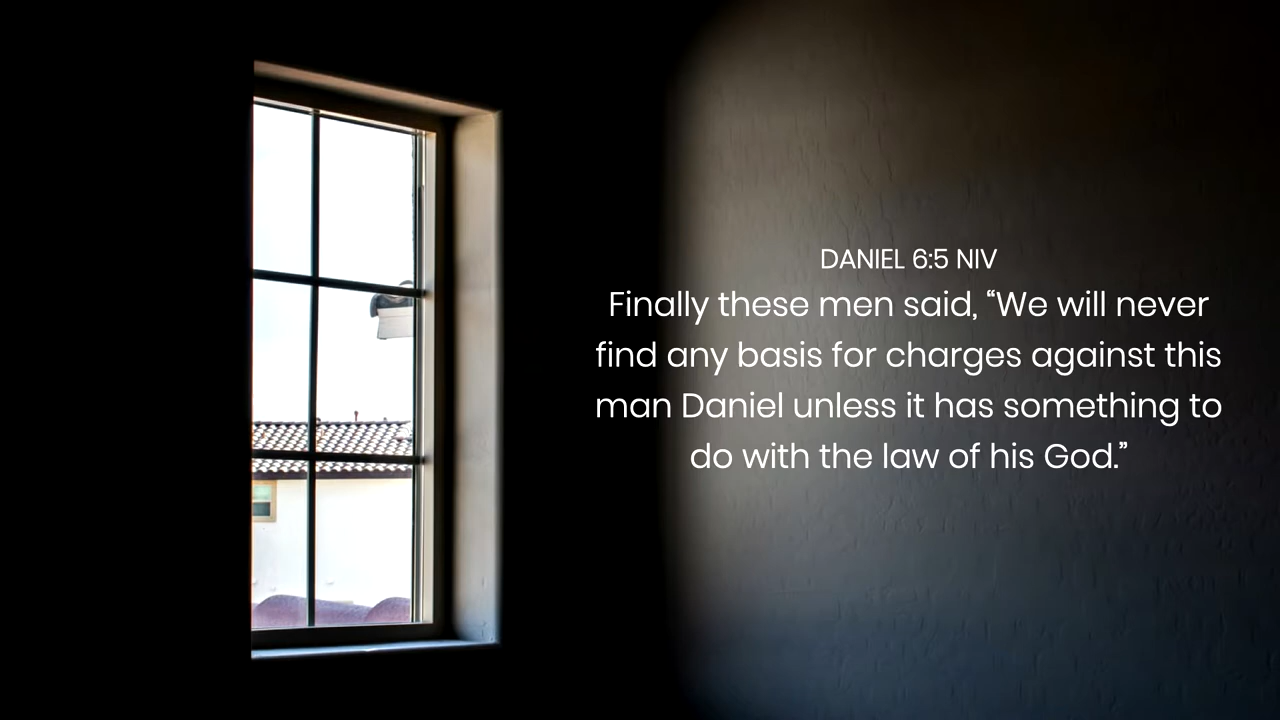 DANIEL 6:5 NIV
Finally these men said, “We will never
find any basis for charges against this
man Daniel unless it has something to
do with the law of his God.”